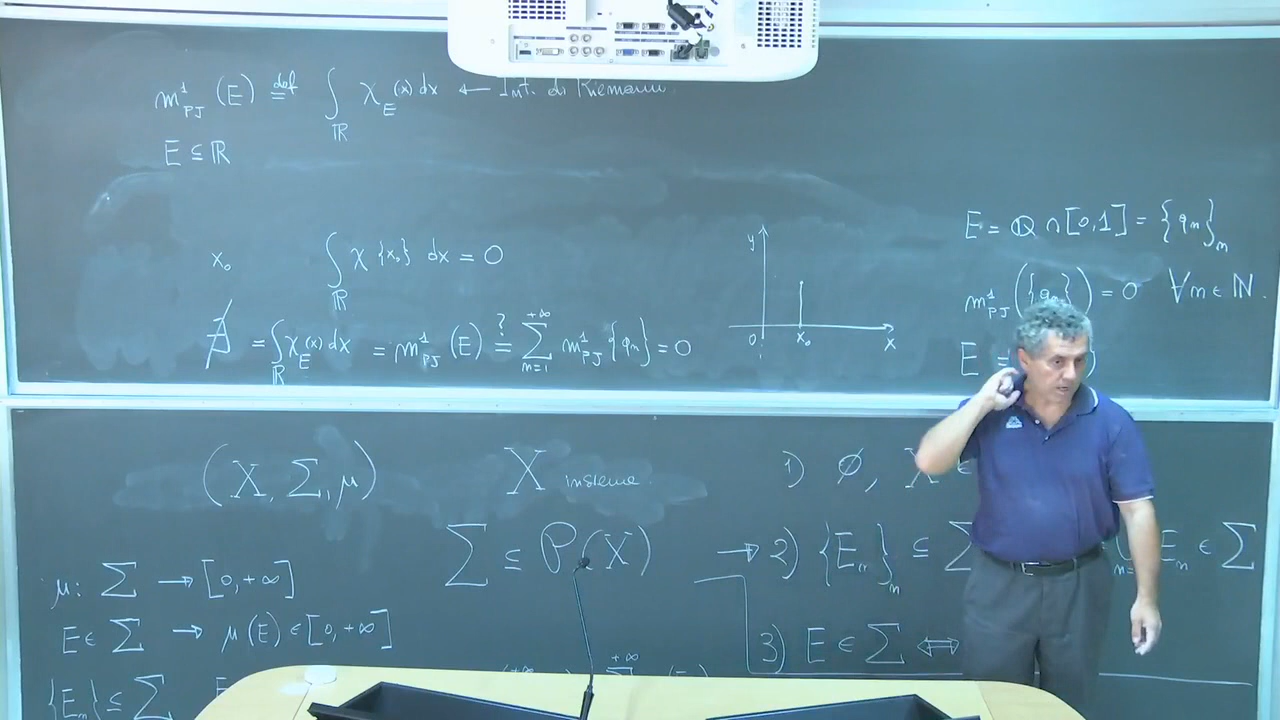 m¹_PJ (E) ≝ ∫_ℝ χ_E (x) dx ← Int. di Riemann
E ⊆ ℝ
x₀ ∫_ℝ χ {x₀} dx = 0
∄ = ∫_ℝ χ_E (x) dx = m¹_PJ (E) ≟ ∑_{n=1}^{+∞} m¹_PJ {q_n} = 0
y
0 x₀ x
E = ℚ ∩ [0,1] = {q_n}_n
m¹_PJ ({q_n}) = 0 ∀ n ∈ ℕ.
E =
(X, Σ, μ)
μ: Σ → [0, +∞]
E ∈ Σ → μ(E) ∈ [0, +∞]
{E_n} ⊆ Σ
X insieme.
Σ ⊆ 𝒫(X)
1) ∅, X ∈
→ 2) {E_n}_n ⊆ Σ E_n ∈ Σ
3) E ∈ Σ ⟺